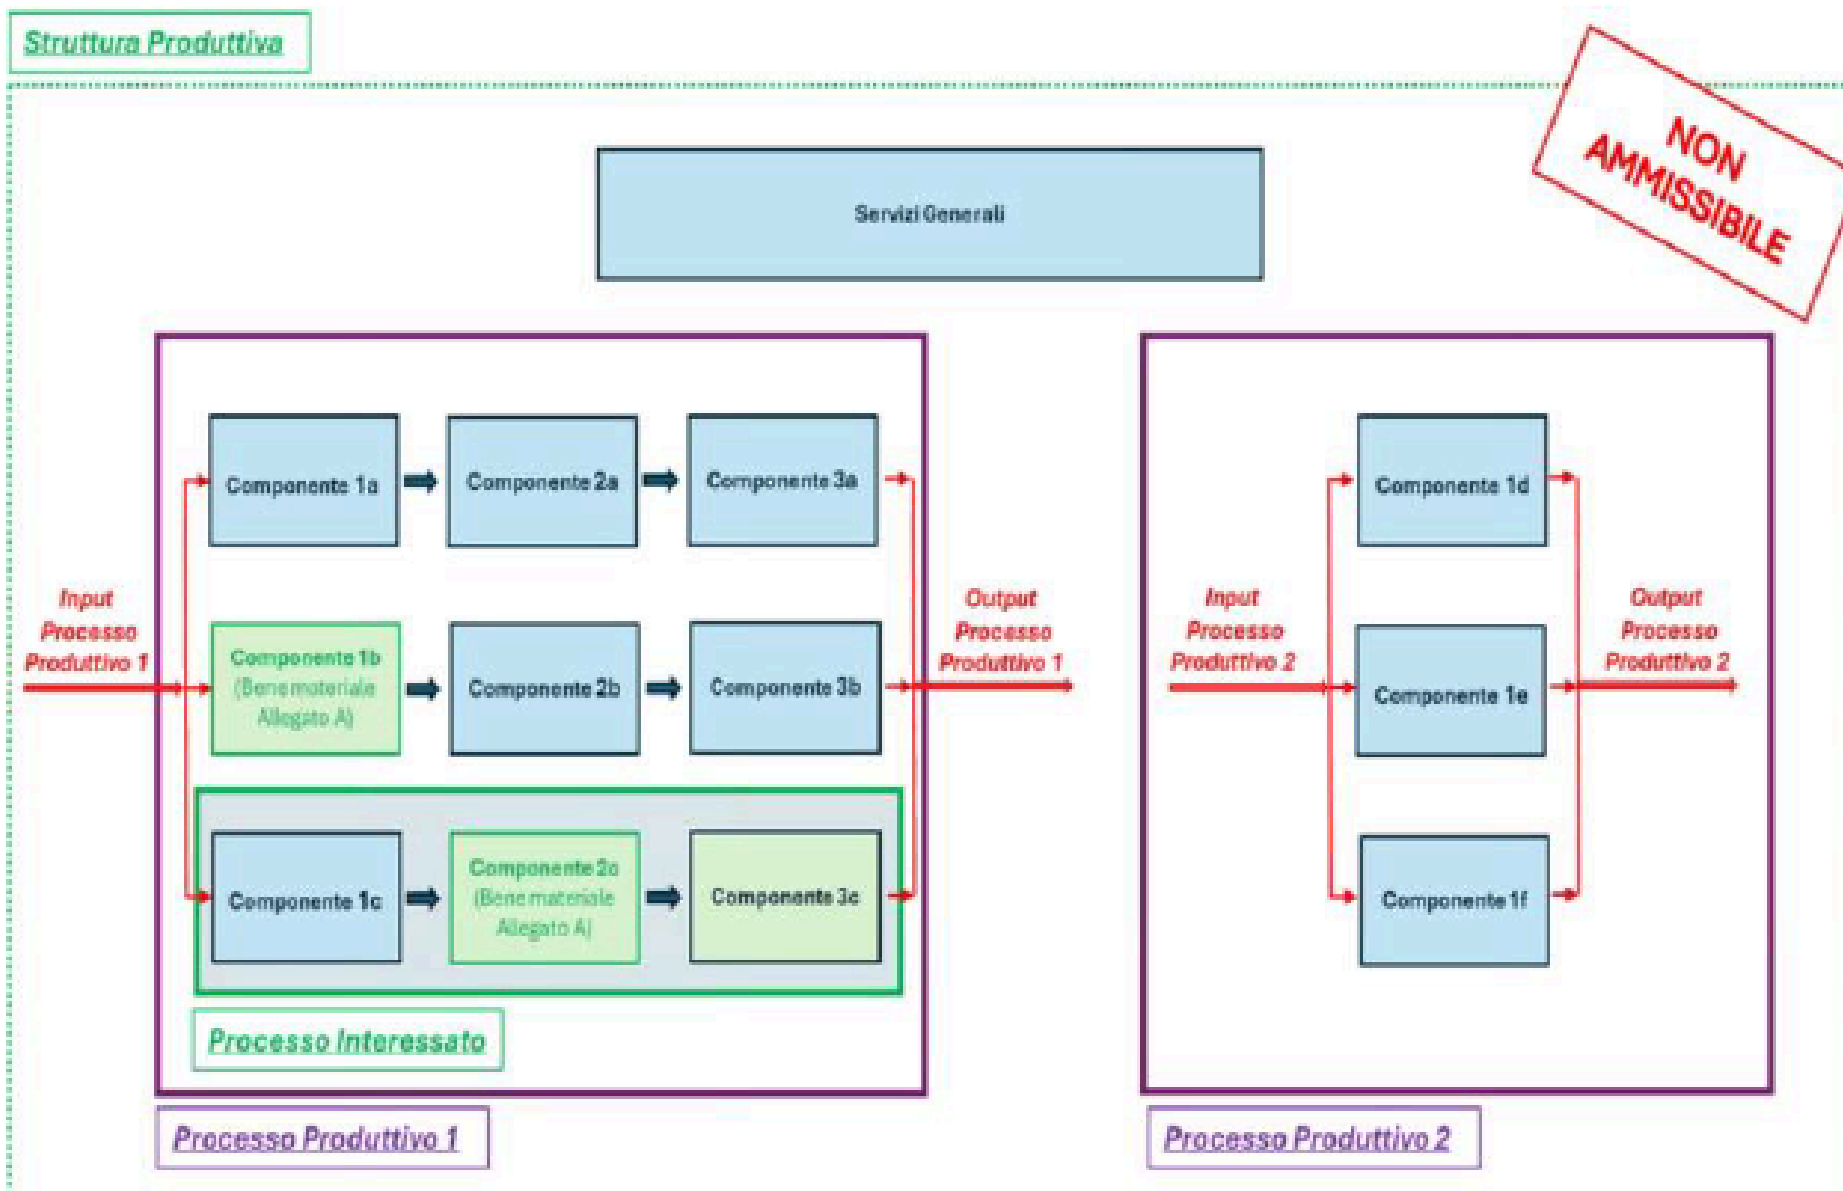 Struttura Produttiva
NON
AMMISSIBILE
Servizi Generali
Componente 1a
Componente 2a
Componente 3a
Componente 1d
Input
Processo
Produttivo 1
Componente 1b
(Bene materiale
Allegato A)
Componente 2b
Componente 3b
Output
Processo
Produttivo 1
Input
Processo
Produttivo 2
Componente 1e
Output
Processo
Produttivo 2
Componente 1c
Componente 2c
(Bene materiale
Allegato A)
Componente 3c
Componente 1f
Processo Interessato
Processo Produttivo 1
Processo Produttivo 2